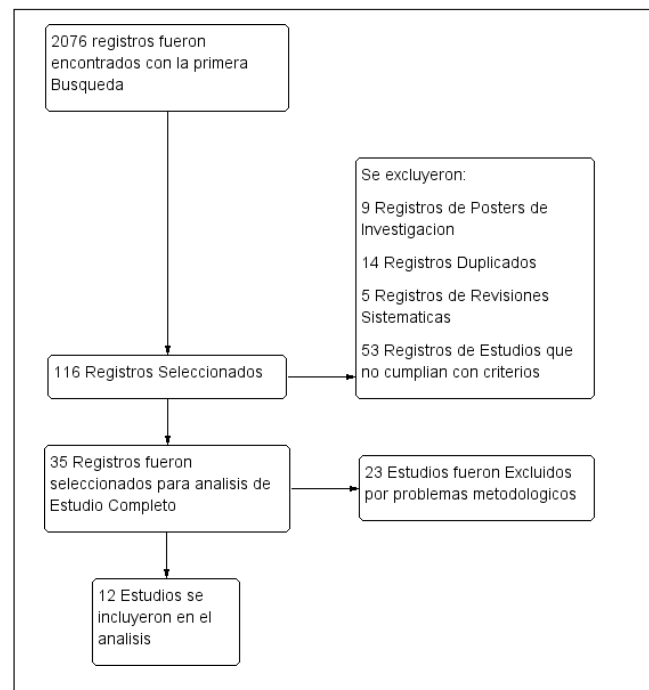 2076 registros fueron
encontrados con la primera
Busqueda
Se excluyeron:
9 Registros de Posters de
Investigacion
14 Registros Duplicados
5 Registros de Revisiones
Sistematicas
53 Registros de Estudios que
no cumplian con criterios
116 Registros Seleccionados
35 Registros fueron
seleccionados para analisis de
Estudio Completo
23 Estudios fueron Excluidos
por problemas metodologicos
12 Estudios se
incluyeron en el
analisis